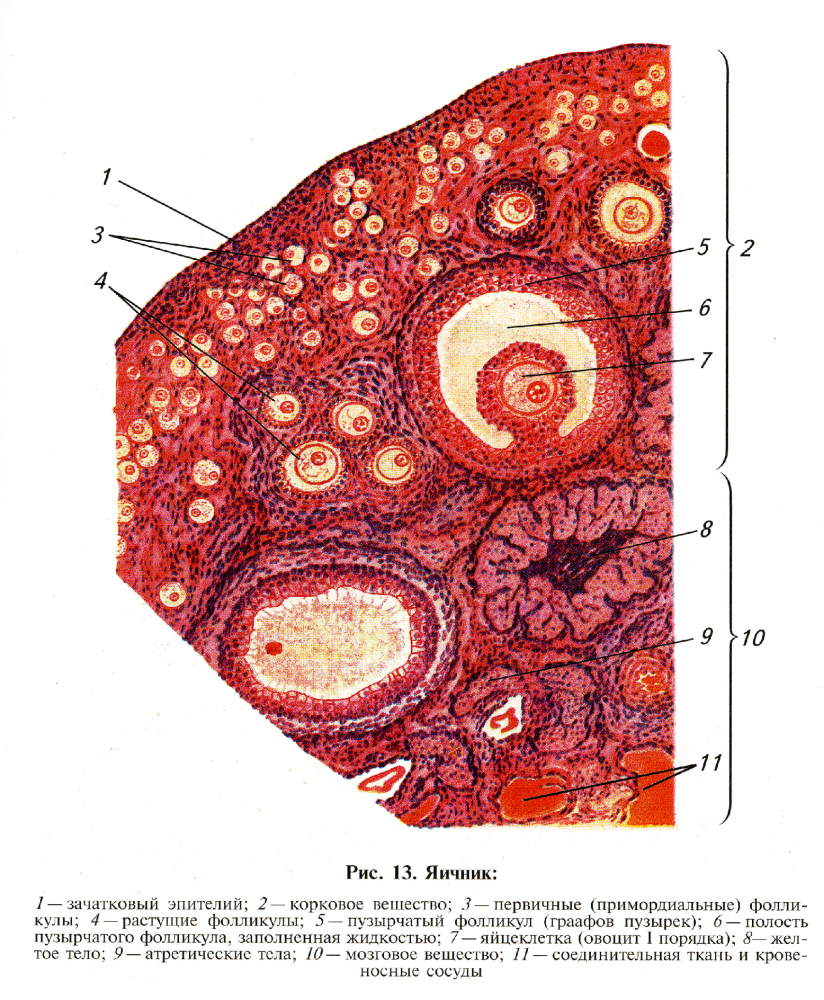 1
3
4
5
2
6
7
8
9
10
11
Рис. 13. Яичник:
1 — зачатковый эпителий; 2 — корковое вещество; 3 — первичные (примордиальные) фолли-
кулы; 4 — растущие фолликулы; 5 — пузырчатый фолликул (граафов пузырек); 6 — полость
пузырчатого фолликула, заполненная жидкостью; 7 — яйцеклетка (овоцит 1 порядка); 8 — жел-
тое тело; 9 — атретические тела; 10 — мозговое вещество; 11 — соединительная ткань и крове-
носные сосуды